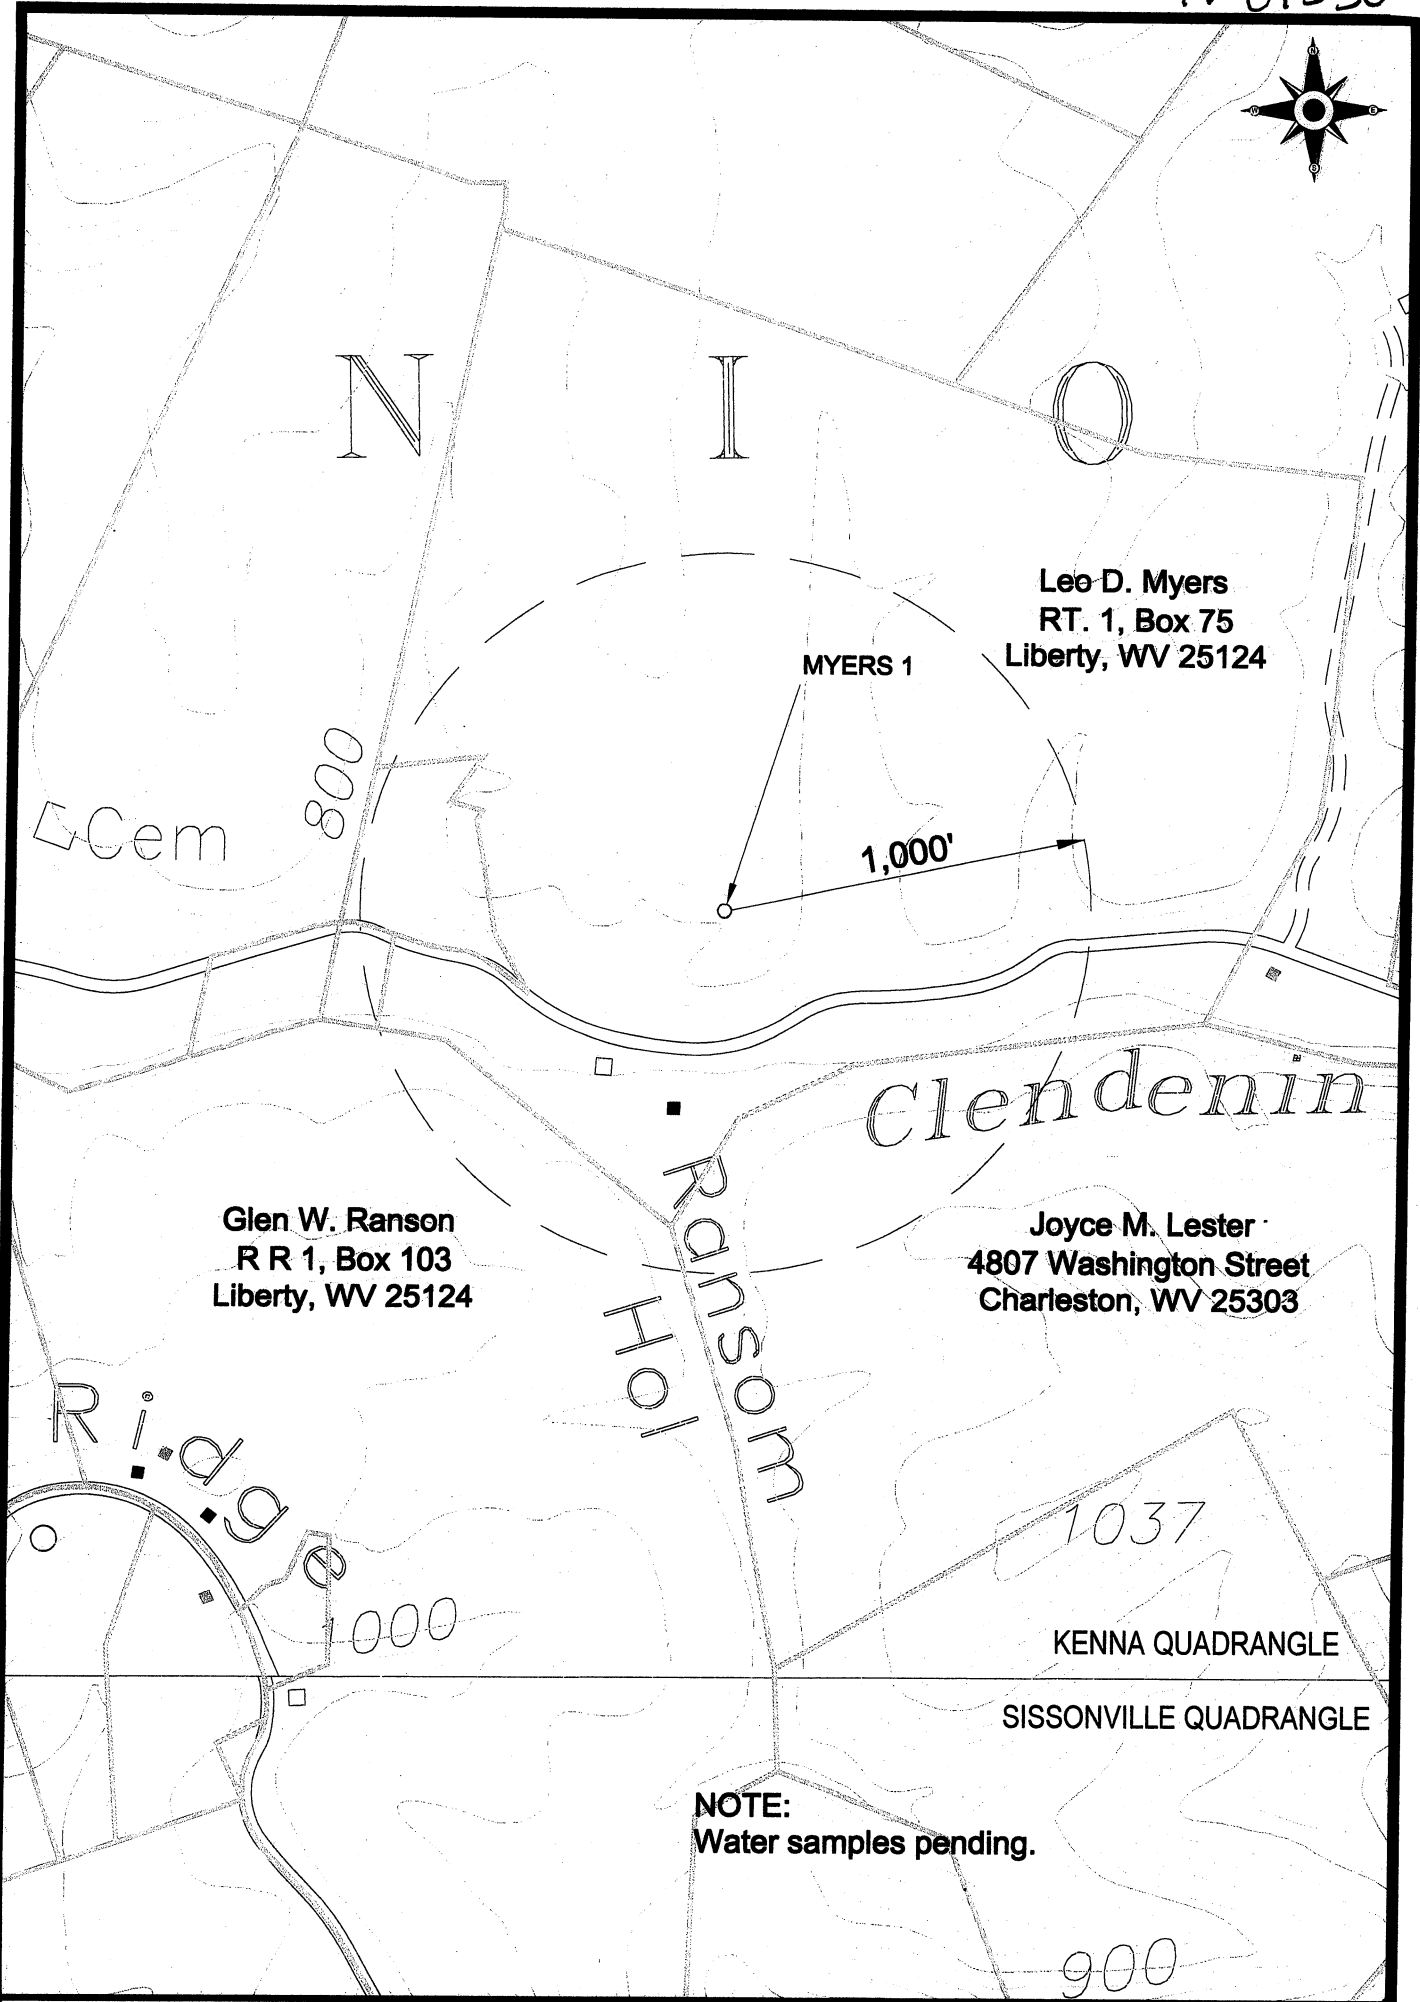 N
W
E
S
N I O
Leo D. Myers
RT. 1, Box 75
Liberty, WV 25124
MYERS 1
800
Cem
1,000'
Clendenin
Glen W. Ranson
R R 1, Box 103
Liberty, WV 25124
Ransom
Hol
Joyce M. Lester
4807 Washington Street
Charleston, WV 25303
Ridge
1037
1000
KENNA QUADRANGLE
SISSONVILLE QUADRANGLE
NOTE:
Water samples pending.
900